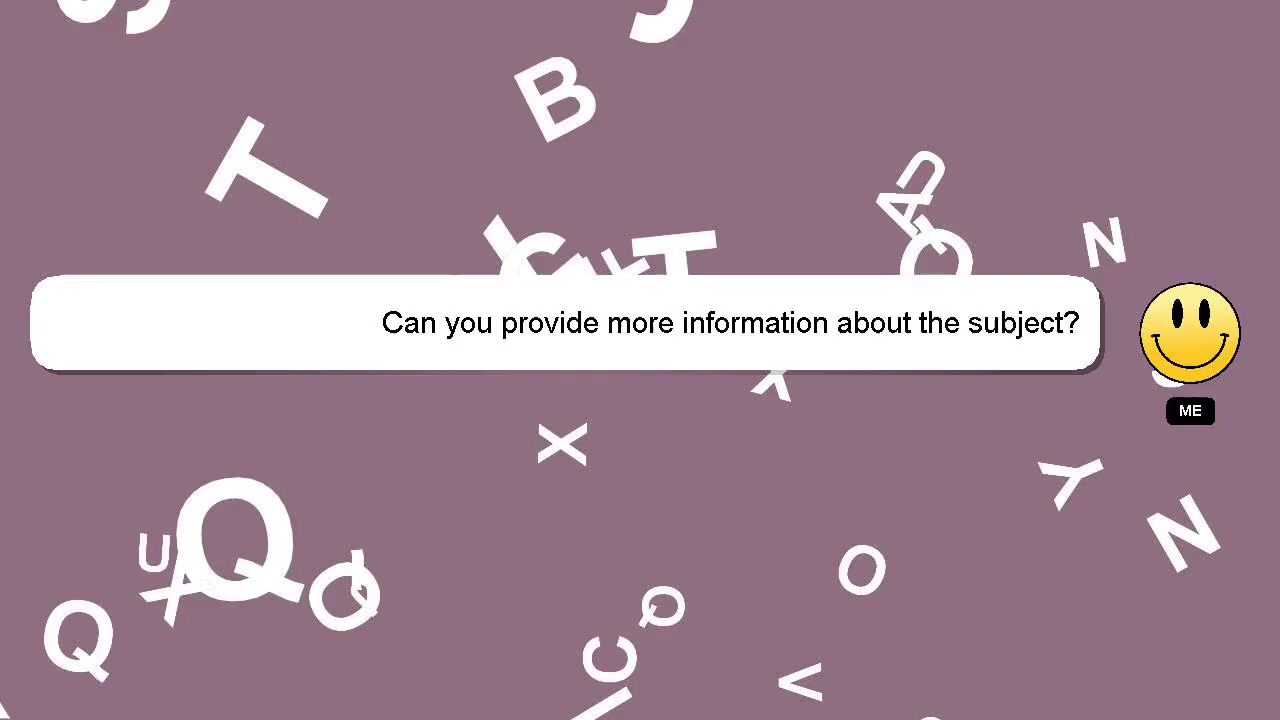 Can you provide more information about the subject?
ME
S
J
J
B
T
U
A
T
N
O
X
X
Y
Q
U
N
Q
O
Q
Q
C
V